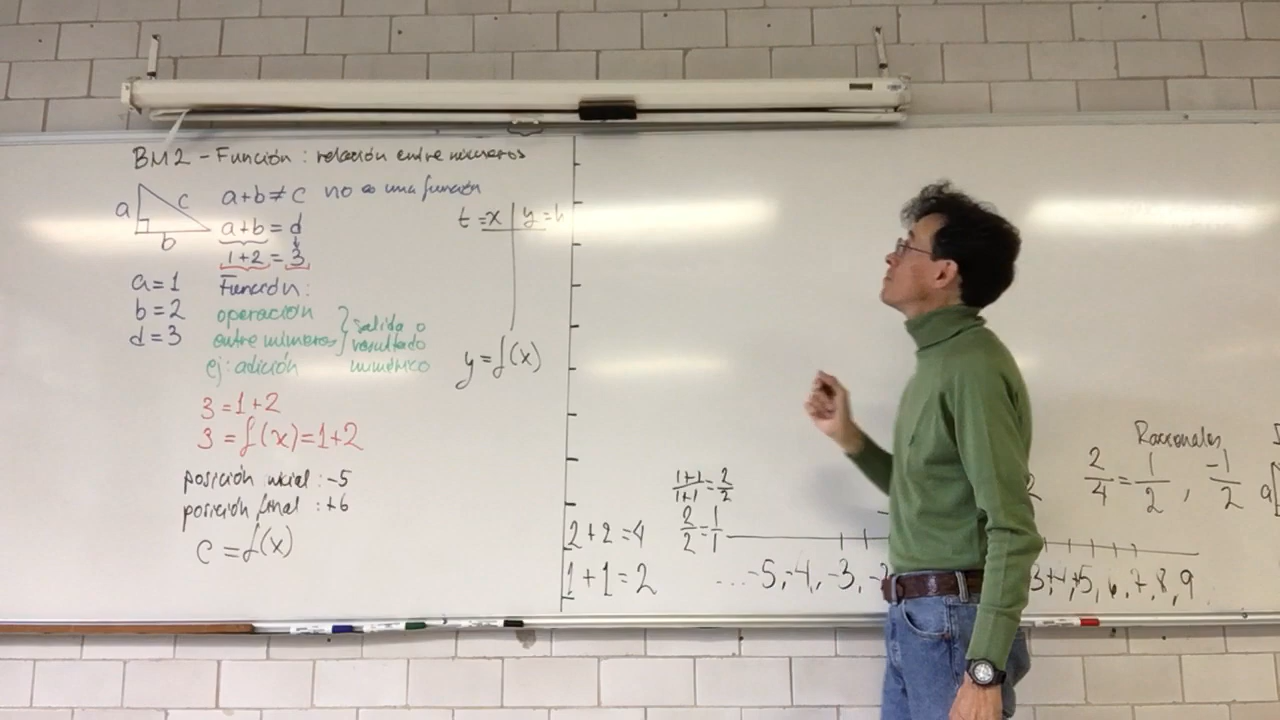 BM2 - Función : relación entre números
a+b≠c no es una función
a
c
b
a+b = d
1+2 = 3
a=1
b=2
d=3
Función:
operación
entre números
ej: adición
salida o
resultado
numérico
3 = 1+2
3 = f(x)=1+2
posición inicial : -5
posición final : +6
c = f(x)
t =x | y =h
y = f(x)
1+1/1+1 = 2/2
2/2 = 1/1
2+2=4
1+1=2
...-5,-4,-3,
3,+4,+5, 6, 7, 8, 9
Racionales
2/4 = 1/2 , -1/2
a